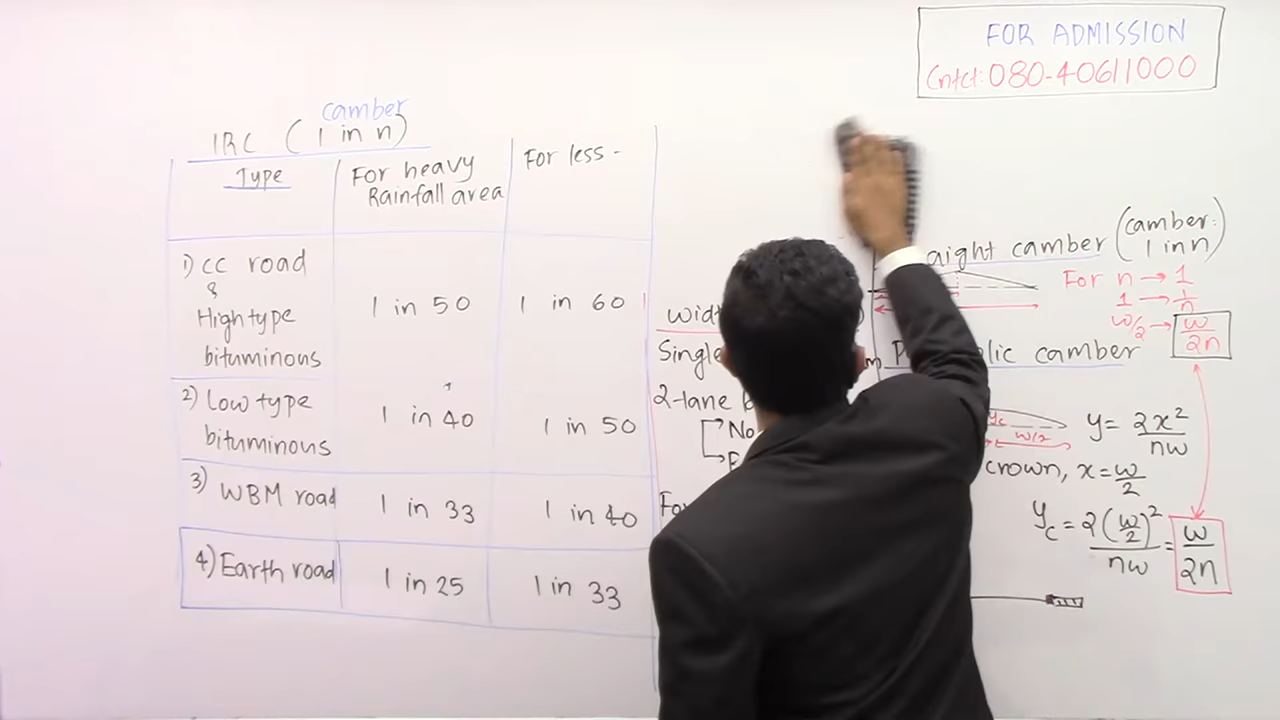 FOR ADMISSION
Cntct: 080-40611000
camber
IRC ( 1 in n )
Type
For heavy
Rainfall area
For less -
1) CC road
&
High type
bituminous
1 in 50
1 in 60
2) Low type
bituminous
1 in 40
1 in 50
3) WBM road
1 in 33
1 in 40
4) Earth road
1 in 25
1 in 33
Single
2-lane
camber
(camber:
1 in n)
For n → 1
1 → 1/n
w/2 → w/2n
camber
yc
w/2
y = 2x²/nw
crown, x = w/2
yc = 2(w/2)²/nw = w/2n